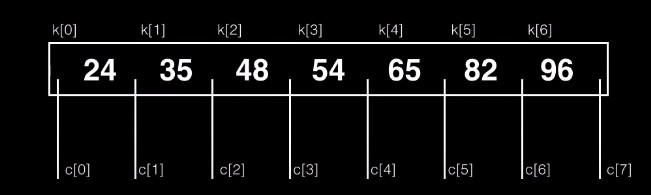 k[0] k[1] k[2] k[3] k[4] k[5] k[6]
24 35 48 54 65 82 96
c[0] c[1] c[2] c[3] c[4] c[5] c[6] c[7]